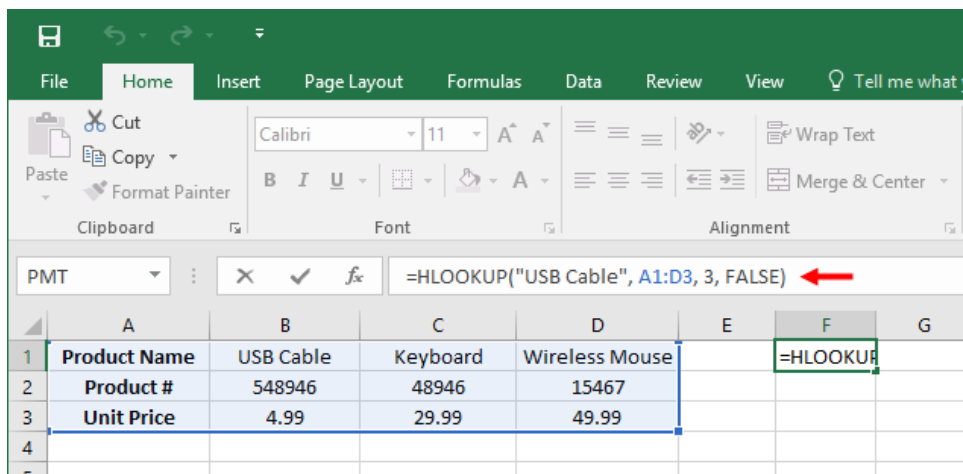 File Home Insert Page Layout Formulas Data Review View Tell me what
Cut
Copy
Paste
Format Painter
Calibri 11 A A
B I U A
Wrap Text
Merge & Center
Clipboard Font Alignment
PMT fx =HLOOKUP("USB Cable", A1:D3, 3, FALSE)
A B C D E F G
1 Product Name USB Cable Keyboard Wireless Mouse =HLOOKUP
2 Product # 548946 48946 15467
3 Unit Price 4.99 29.99 49.99
4